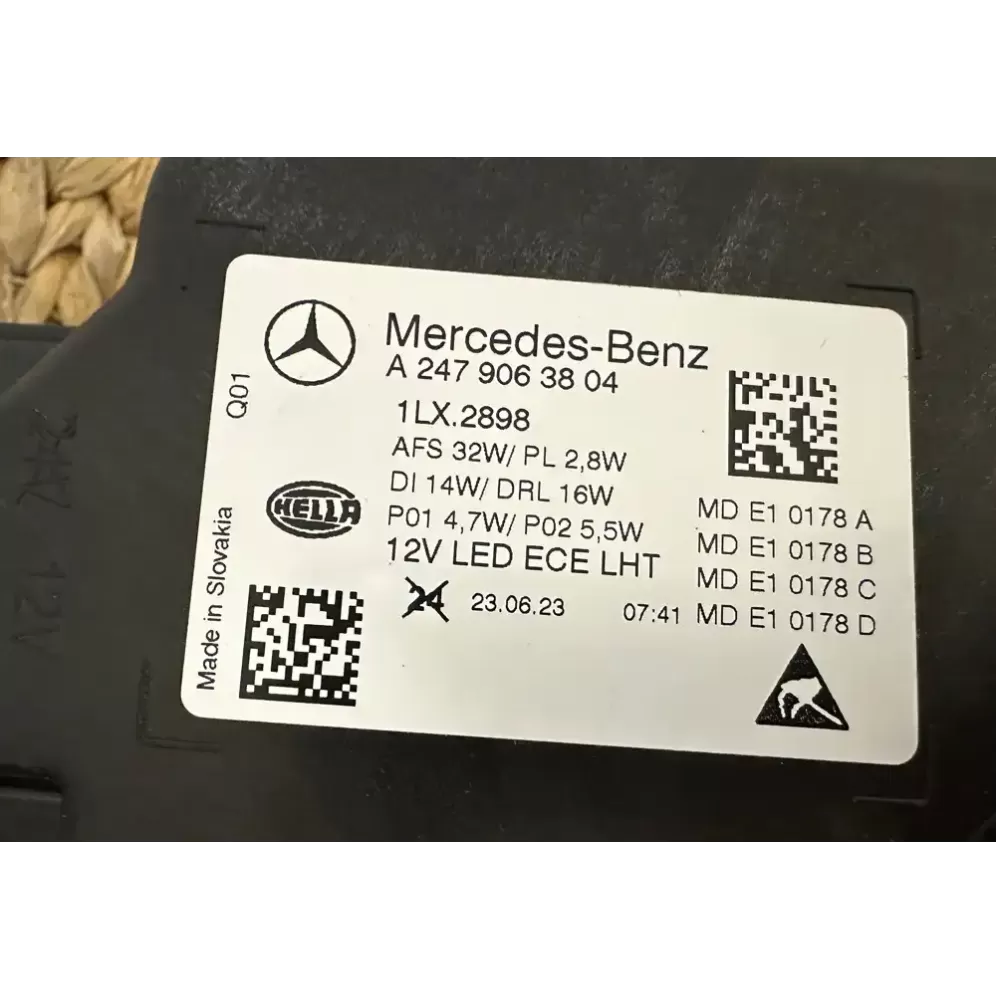 Mercedes-Benz
A 247 906 38 04
Q01
1LX.2898
AFS 32W/ PL 2,8W
DI 14W/ DRL 16W
HELLA
P01 4,7W/ P02 5,5W
12V LED ECE LHT
MD E1 0178 A
MD E1 0178 B
MD E1 0178 C
MD E1 0178 D
Made in Slovakia
24 23.06.23 07:41
12V